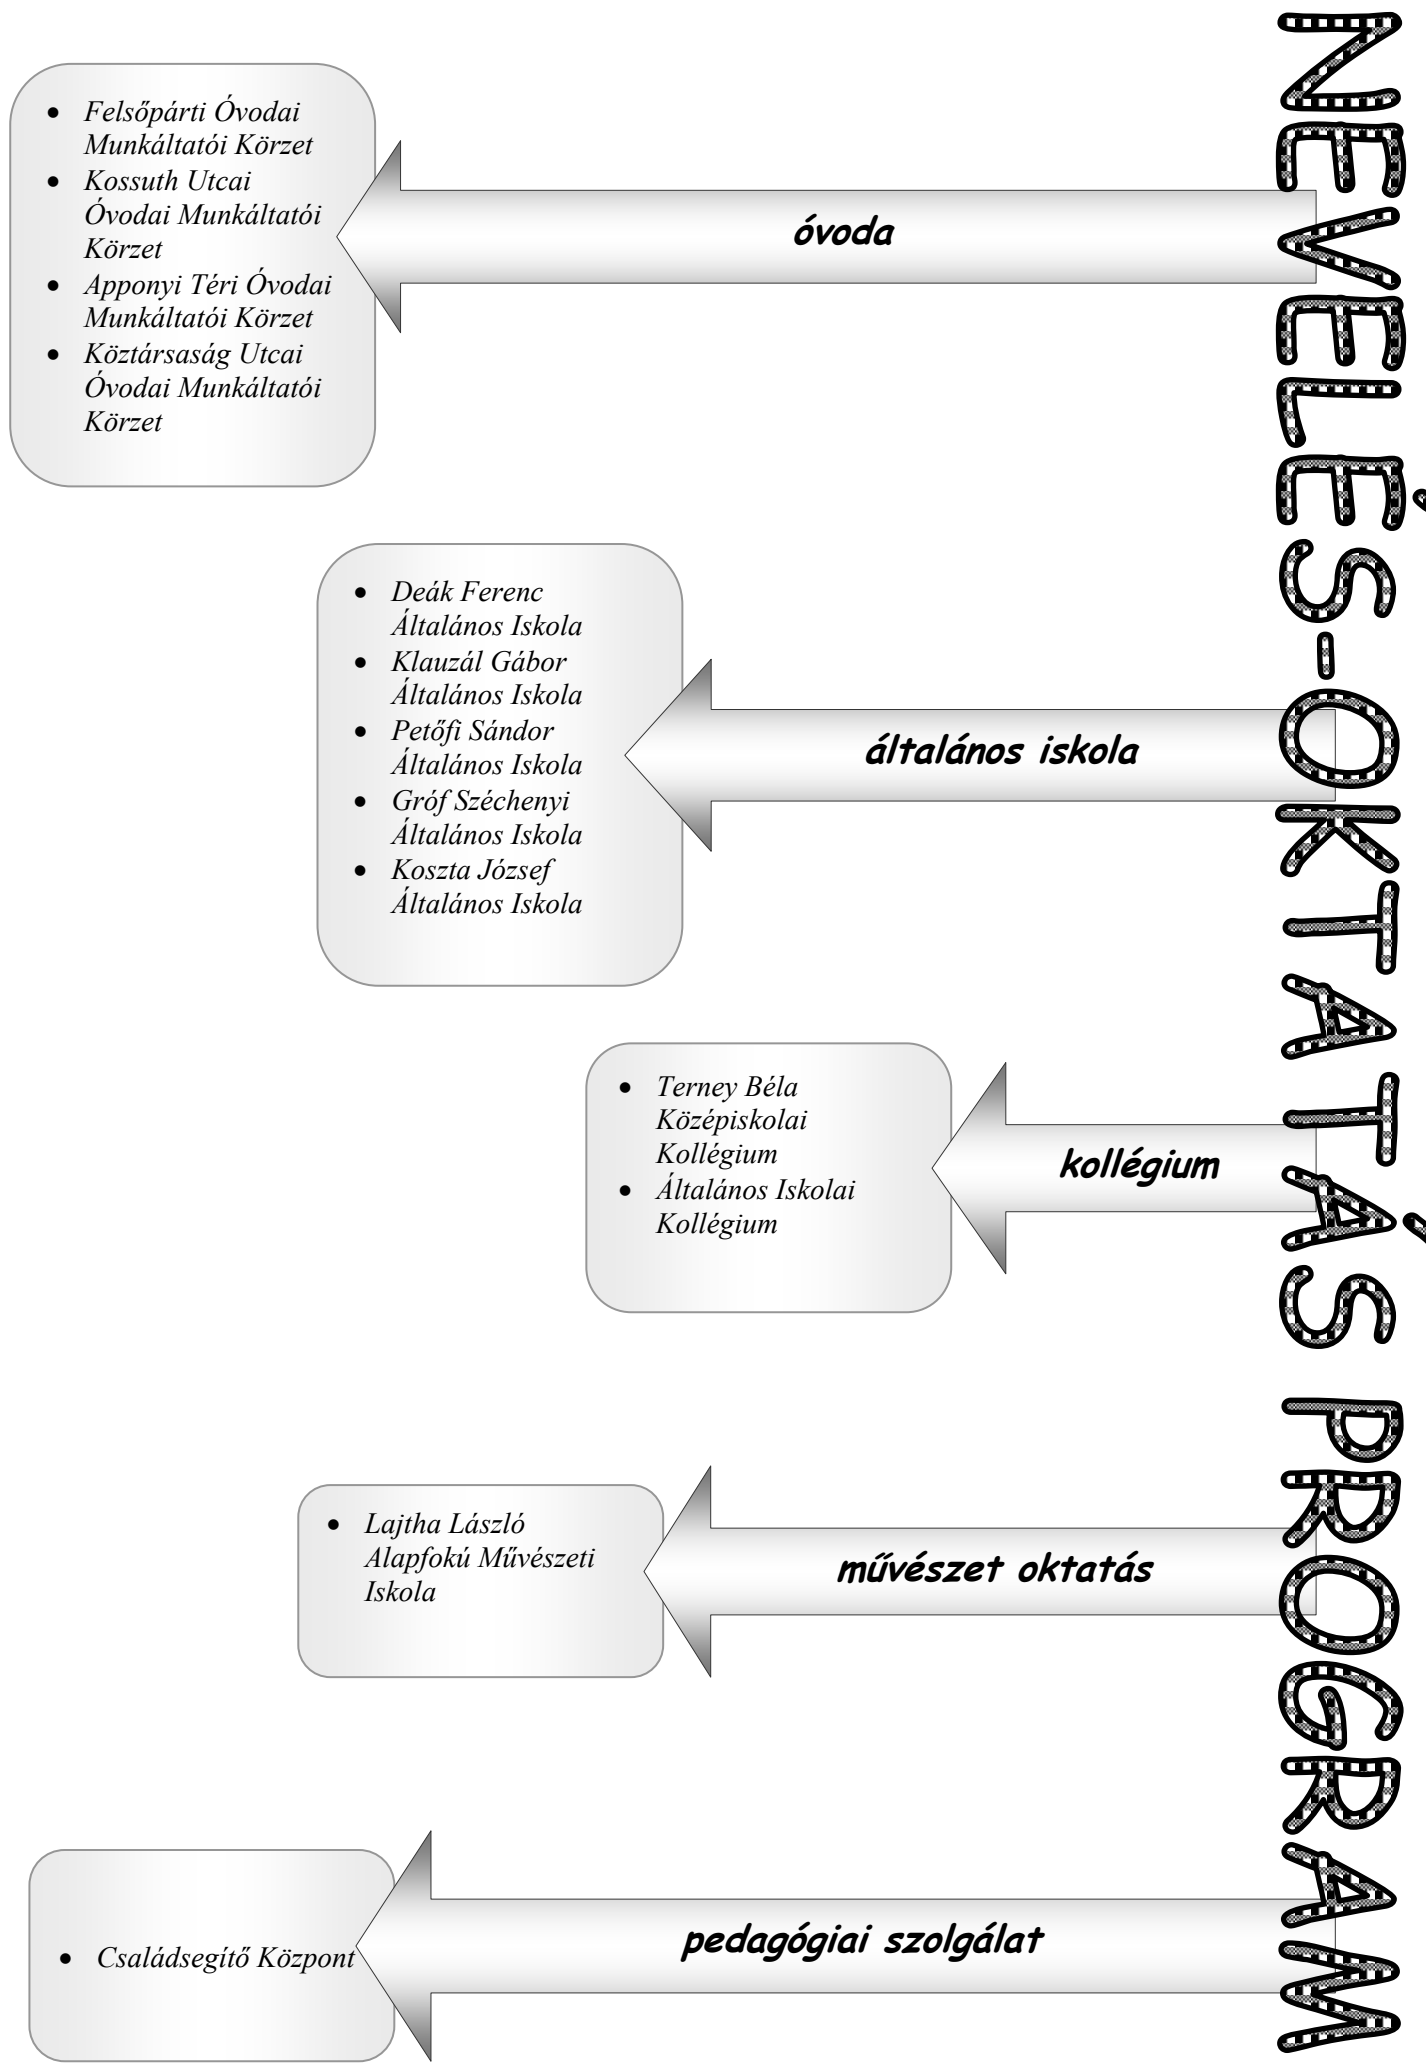 NEVELÉS-OKTATÁS PROGRAM
• Felsőpárti Óvodai
Munkáltatói Körzet
• Kossuth Utcai
Óvodai Munkáltatói
Körzet
• Apponyi Téri Óvodai
Munkáltatói Körzet
• Köztársaság Utcai
Óvodai Munkáltatói
Körzet
óvoda
• Deák Ferenc
Általános Iskola
• Klauzál Gábor
Általános Iskola
• Petőfi Sándor
Általános Iskola
• Gróf Széchenyi
Általános Iskola
• Koszta József
Általános Iskola
általános iskola
• Terney Béla
Középiskolai
Kollégium
• Általános Iskolai
Kollégium
kollégium
• Lajtha László
Alapfokú Művészeti
Iskola
művészet oktatás
• Családsegítő Központ
pedagógiai szolgálat